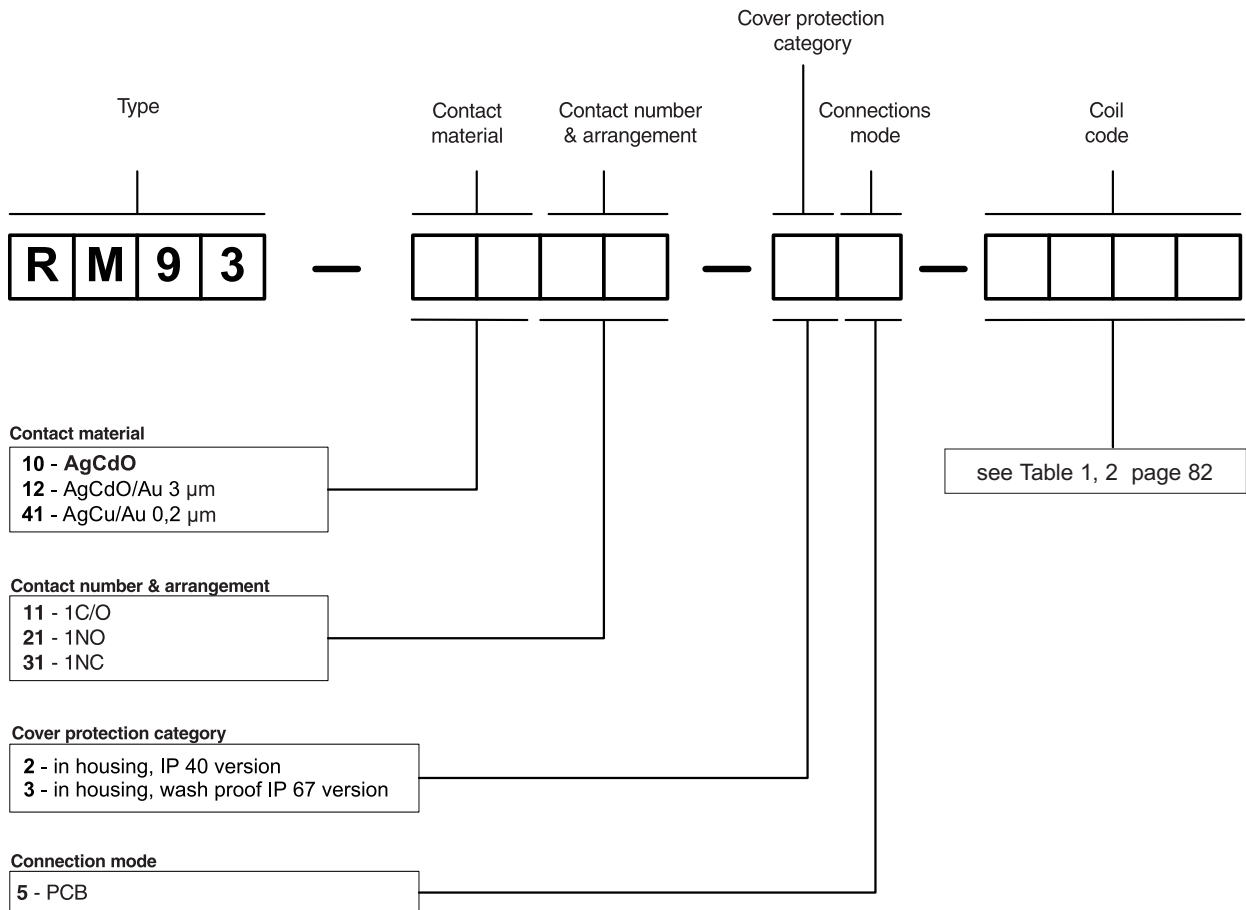 Cover protection
category
Type
Contact
material
Contact number
& arrangement
Connections
mode
Coil
code
R M 9 3 — — —
Contact material
10 - AgCdO
12 - AgCdO/Au 3 µm
41 - AgCu/Au 0,2 µm
see Table 1, 2 page 82
Contact number & arrangement
11 - 1C/O
21 - 1NO
31 - 1NC
Cover protection category
2 - in housing, IP 40 version
3 - in housing, wash proof IP 67 version
Connection mode
5 - PCB